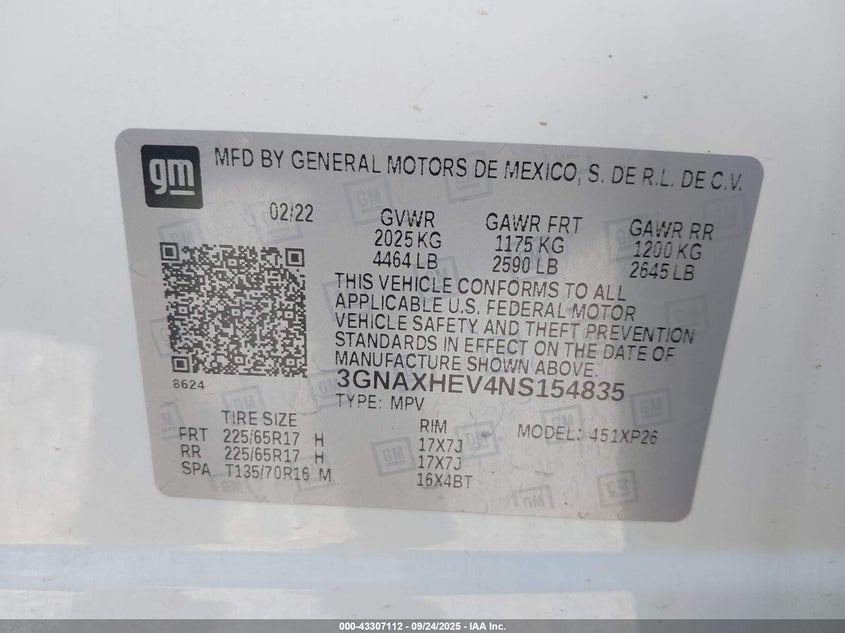 gm
MFD BY GENERAL MOTORS DE MEXICO, S. DE R.L. DE C.V.
02/22 GVWR GAWR FRT GAWR RR
2025 KG 1175 KG 1200 KG
4464 LB 2590 LB 2645 LB
THIS VEHICLE CONFORMS TO ALL
APPLICABLE U.S. FEDERAL MOTOR
VEHICLE SAFETY AND THEFT PREVENTION
STANDARDS IN EFFECT ON THE DATE OF
MANUFACTURE SHOWN ABOVE.
8624
3GNAXHEV4NS154835
TYPE: MPV
TIRE SIZE RIM MODEL: 451XP26
FRT 225/65R17 H 17X7J
RR 225/65R17 H 17X7J
SPA T135/70R16 M 16X4BT
000-43307112 - 09/24/2025 - IAA Inc.